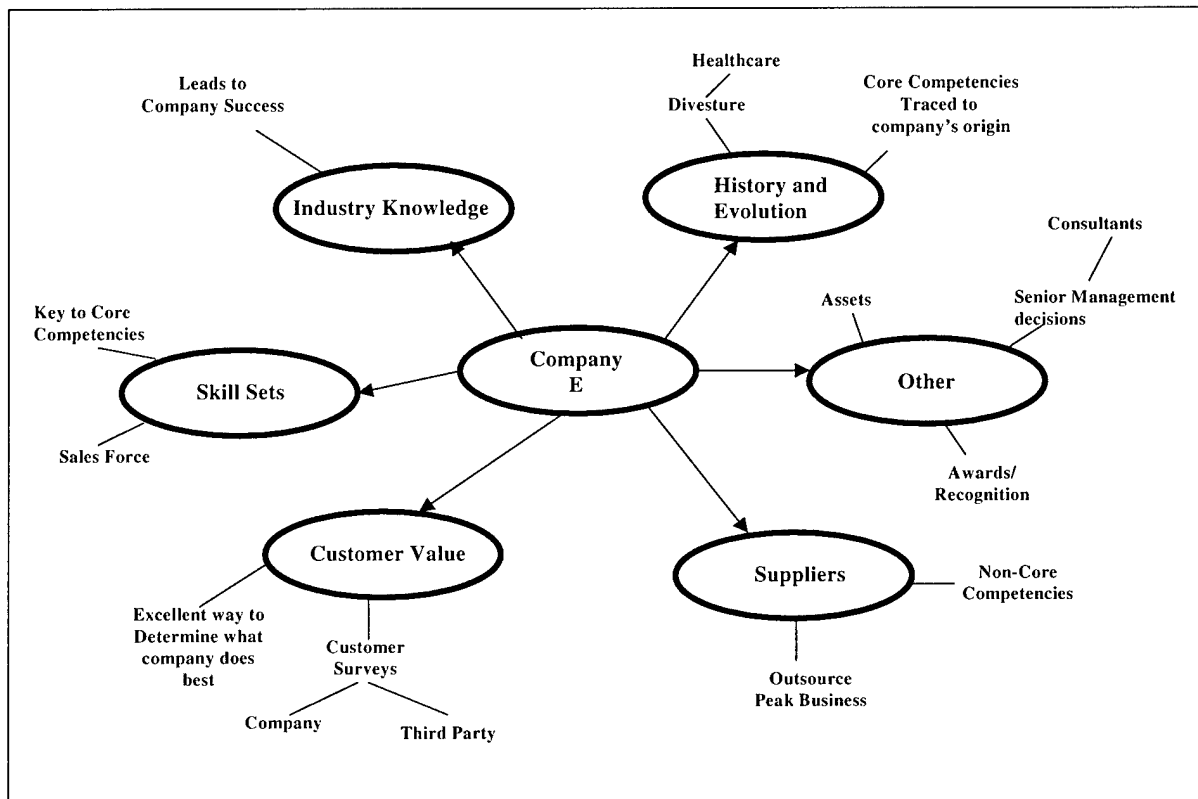 Healthcare
Leads to
Company Success
Divesture
Core Competencies
Traced to
company's origin
Industry Knowledge
History and
Evolution
Consultants
Key to Core
Competencies
Assets
Senior Management
decisions
Company
E
Skill Sets
Other
Sales Force
Awards/
Recognition
Customer Value
Suppliers
Non-Core
Competencies
Excellent way to
Determine what
company does
best
Customer
Surveys
Outsource
Peak Business
Company
Third Party